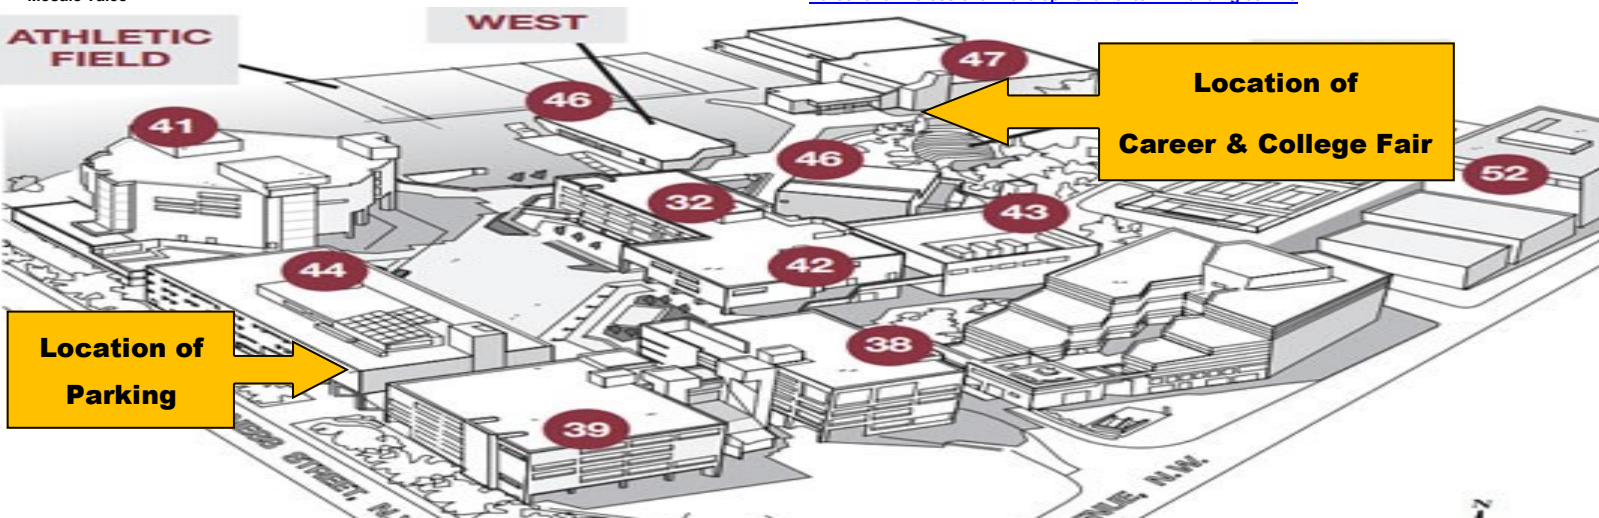 ATHLETIC
FIELD
WEST
47
Location of
Career & College Fair
46
41
46
52
32
43
42
44
Location of
Parking
38
39
STREET,
N.W.